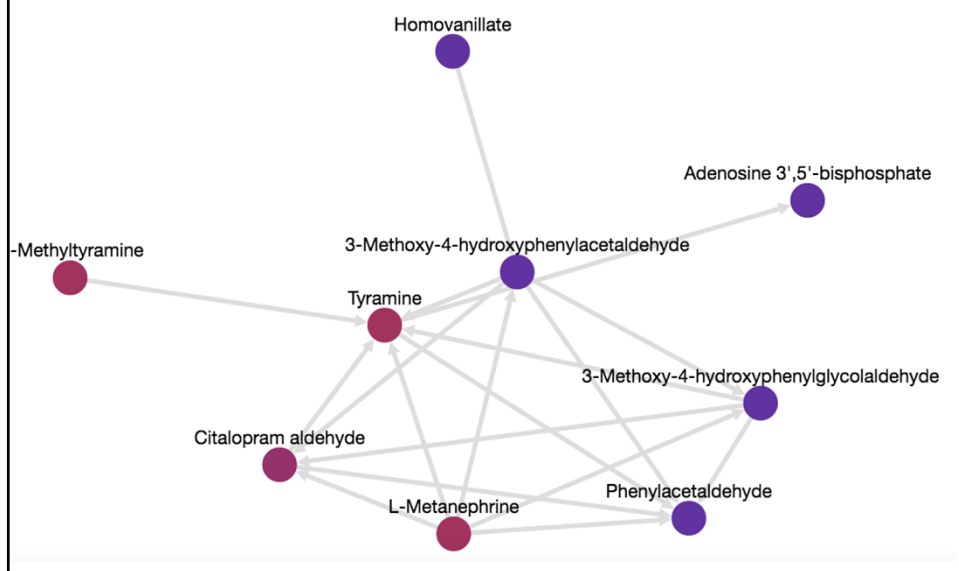 Homovanillate
Adenosine 3',5'-bisphosphate
3-Methoxy-4-hydroxyphenylacetaldehyde
-Methyltyramine
Tyramine
3-Methoxy-4-hydroxyphenylglycolaldehyde
Citalopram aldehyde
Phenylacetaldehyde
L-Metanephrine